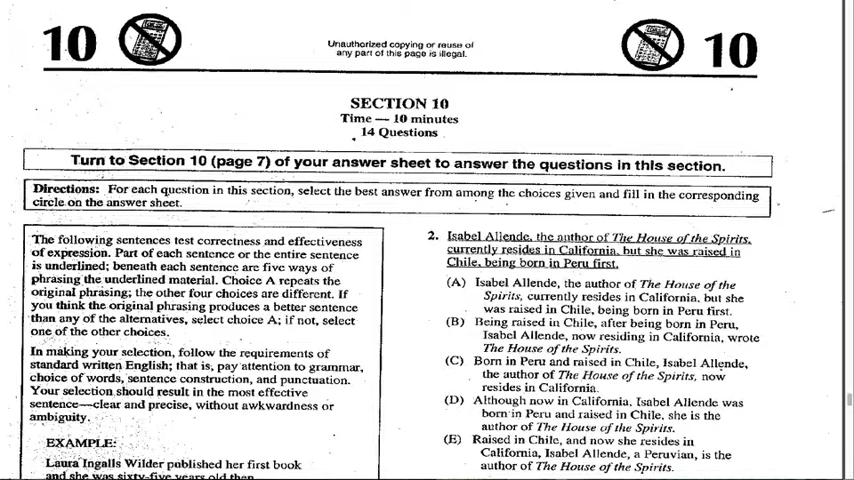 10
Unauthorized copying or reuse of
any part of this page is illegal.
10
SECTION 10
Time — 10 minutes
14 Questions
Turn to Section 10 (page 7) of your answer sheet to answer the questions in this section.
Directions: For each question in this section, select the best answer from among the choices given and fill in the corresponding
circle on the answer sheet.
The following sentences test correctness and effectiveness
of expression. Part of each sentence or the entire sentence
is underlined; beneath each sentence are five ways of
phrasing the underlined material. Choice A repeats the
original phrasing; the other four choices are different. If
you think the original phrasing produces a better sentence
than any of the alternatives, select choice A; if not, select
one of the other choices.
In making your selection, follow the requirements of
standard written English; that is, pay attention to grammar,
choice of words, sentence construction, and punctuation.
Your selection should result in the most effective
sentence—clear and precise, without awkwardness or
ambiguity.
EXAMPLE:
Laura Ingalls Wilder published her first book
and she was sixty-five years old then.
2. Isabel Allende, the author of The House of the Spirits,
currently resides in California, but she was raised in
Chile, being born in Peru first.
(A) Isabel Allende, the author of The House of the
Spirits, currently resides in California, but she
was raised in Chile, being born in Peru first.
(B) Being raised in Chile, after being born in Peru,
Isabel Allende, now residing in California, wrote
The House of the Spirits.
(C) Born in Peru and raised in Chile, Isabel Allende,
the author of The House of the Spirits, now
resides in California.
(D) Although now in California, Isabel Allende was
born in Peru and raised in Chile, she is the
author of The House of the Spirits.
(E) Raised in Chile, and now she resides in
California, Isabel Allende, a Peruvian, is the
author of The House of the Spirits.